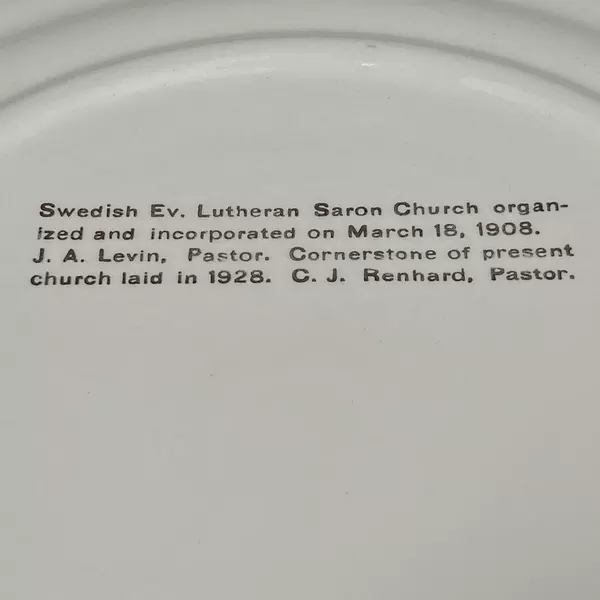 Swedish Ev. Lutheran Saron Church organ-
ized and incorporated on March 18, 1908.
J. A. Levin, Pastor. Cornerstone of present
church laid in 1928. C. J. Renhard, Pastor.